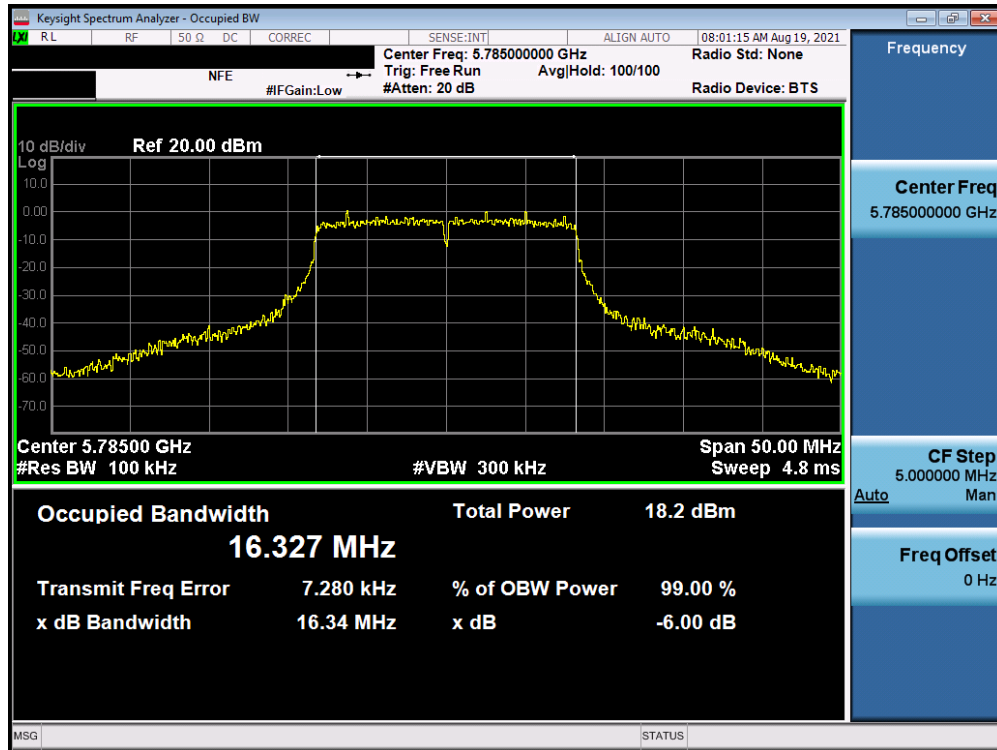 Keysight Spectrum Analyzer - Occupied BW
LXI RL RF 50 Ω DC CORREC SENSE:INT ALIGN AUTO 08:01:15 AM Aug 19, 2021
Center Freq: 5.785000000 GHz Radio Std: None
NFE Trig: Free Run Avg|Hold: 100/100
#IFGain:Low #Atten: 20 dB Radio Device: BTS
10 dB/div Ref 20.00 dBm
Log
10.0
0.00
-10.0
-20.0
-30.0
-40.0
-50.0
-60.0
-70.0
Center 5.78500 GHz Span 50.00 MHz
#Res BW 100 kHz #VBW 300 kHz Sweep 4.8 ms
Occupied Bandwidth Total Power 18.2 dBm
16.327 MHz
Transmit Freq Error 7.280 kHz % of OBW Power 99.00 %
x dB Bandwidth 16.34 MHz x dB -6.00 dB
MSG STATUS
Frequency
Center Freq
5.785000000 GHz
CF Step
5.000000 MHz
Auto Man
Freq Offset
0 Hz